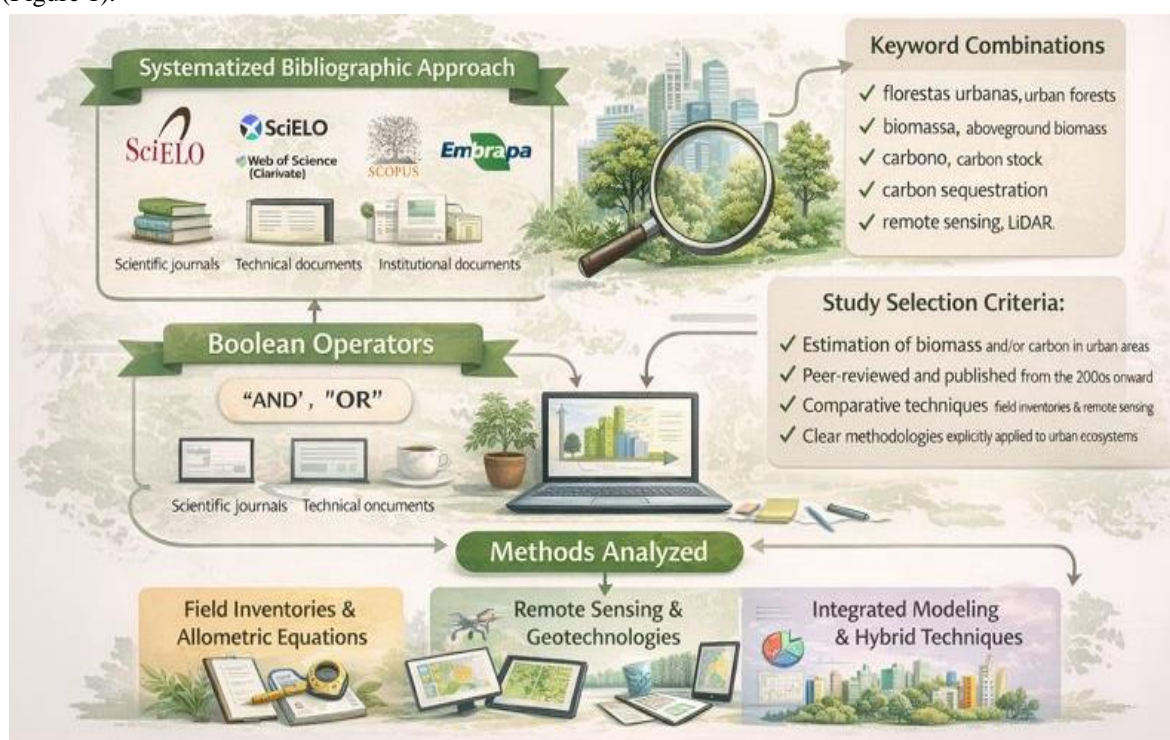 (Figure 1).
Systematized Bibliographic Approach
SciELO
SciELO
Web of Science
(Clarivate)
SCOPUS
Embrapa
Scientific journals
Technical documents
Institutional documents
Keyword Combinations
✓ florestas urbanas, urban forests
✓ biomassa, aboveground biomass
✓ carbono, carbon stock
✓ carbon sequestration
✓ remote sensing, LiDAR.
Study Selection Criteria:
✓ Estimation of biomass and/or carbon in urban areas
✓ Peer-reviewed and published from the 200s onward
✓ Comparative techniques field inventories & remote sensing
✓ Clear methodologies explicitly applied to urban ecosystems
Boolean Operators
“AND’, "OR”
Scientific journals
Technical oncuments
Methods Analyzed
Field Inventories &
Allometric Equations
Remote Sensing &
Geotechnologies
Integrated Modeling
& Hybrid Techniques